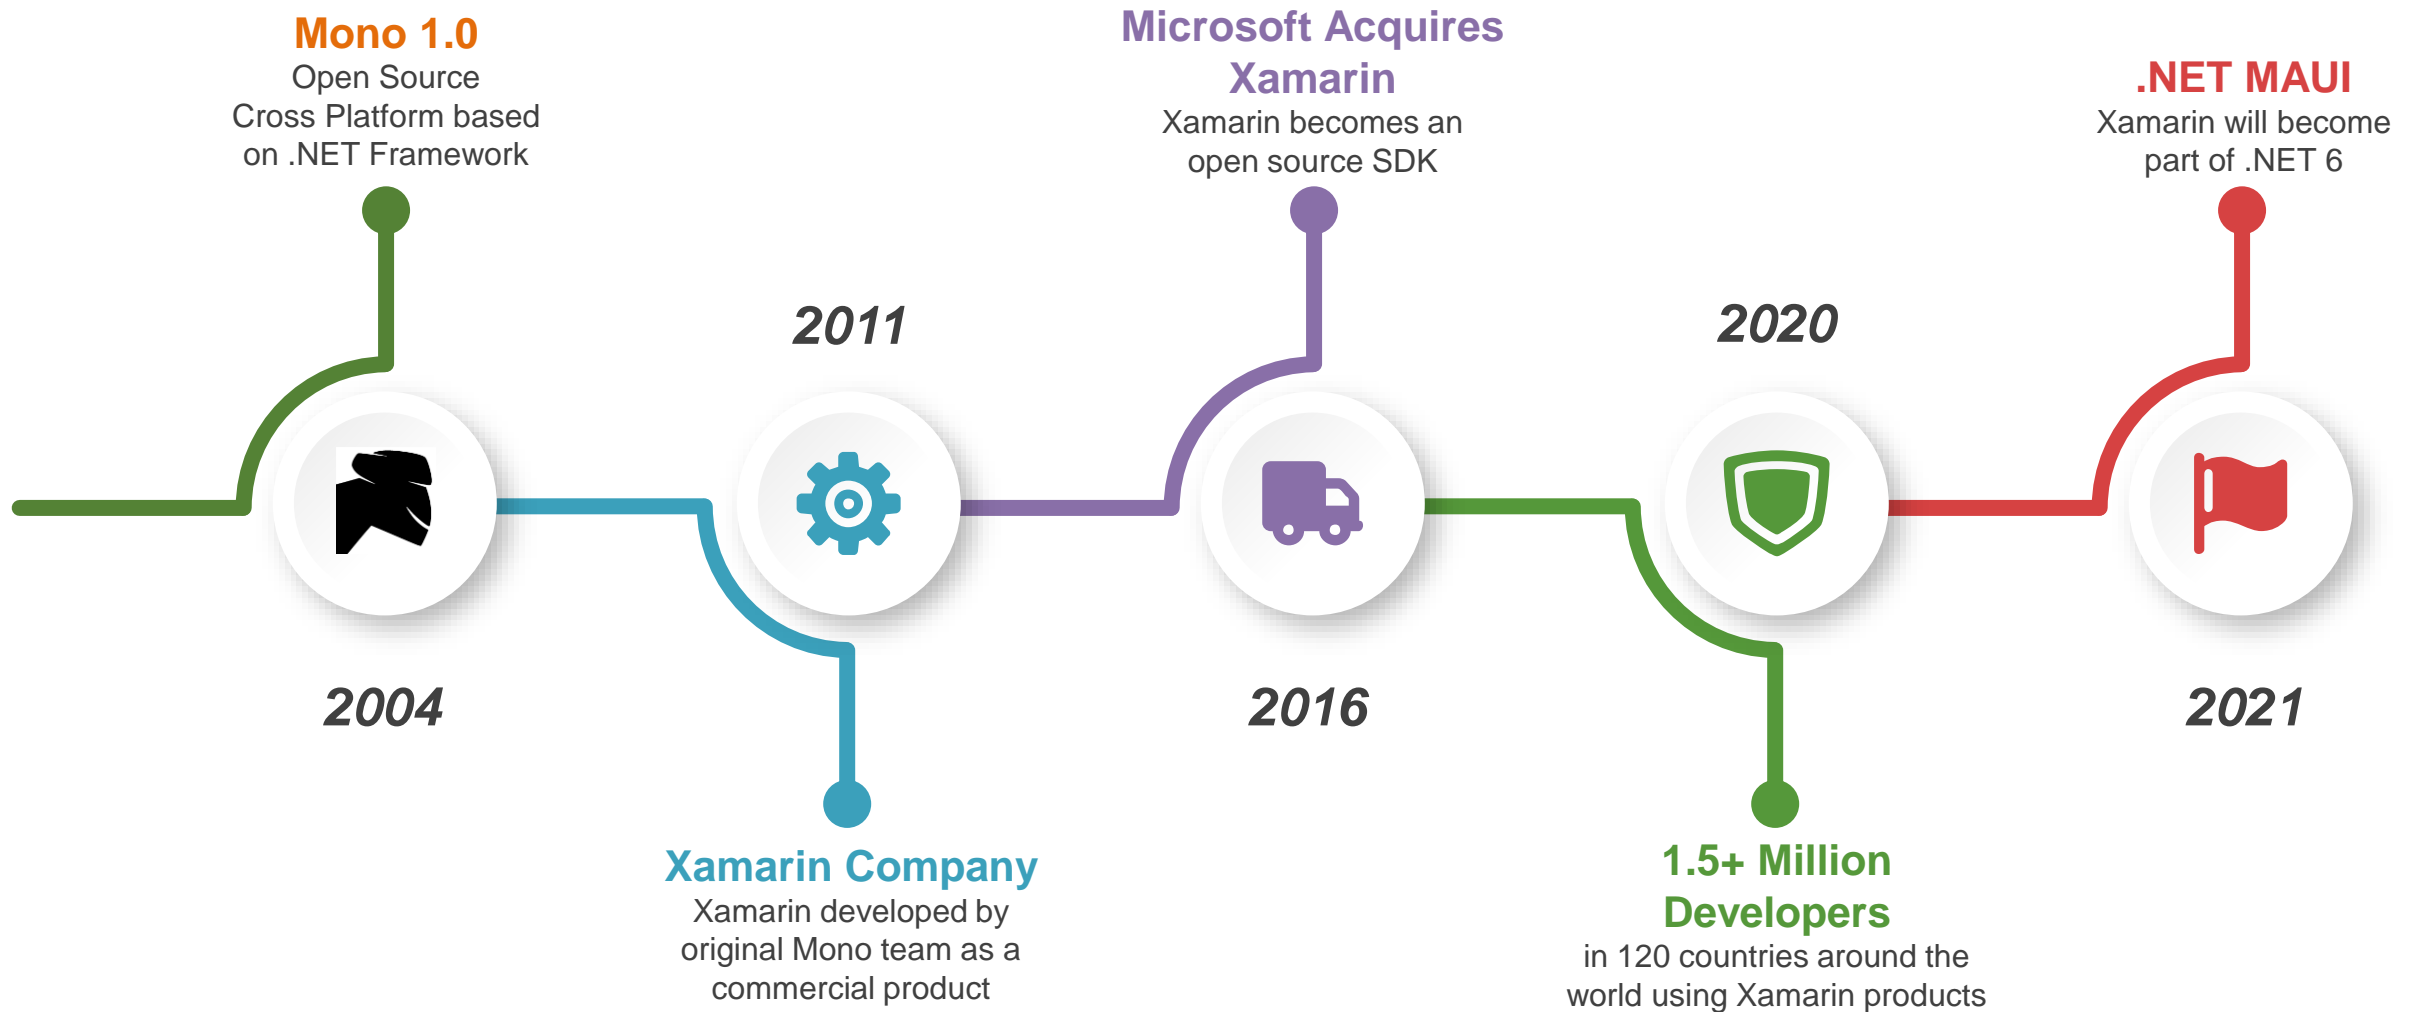 Mono 1.0
Open Source
Cross Platform based
on .NET Framework
2004
2011
Xamarin Company
Xamarin developed by
original Mono team as a
commercial product
Microsoft Acquires
Xamarin
Xamarin becomes an
open source SDK
2016
2020
1.5+ Million
Developers
in 120 countries around the
world using Xamarin products
.NET MAUI
Xamarin will become
part of .NET 6
2021